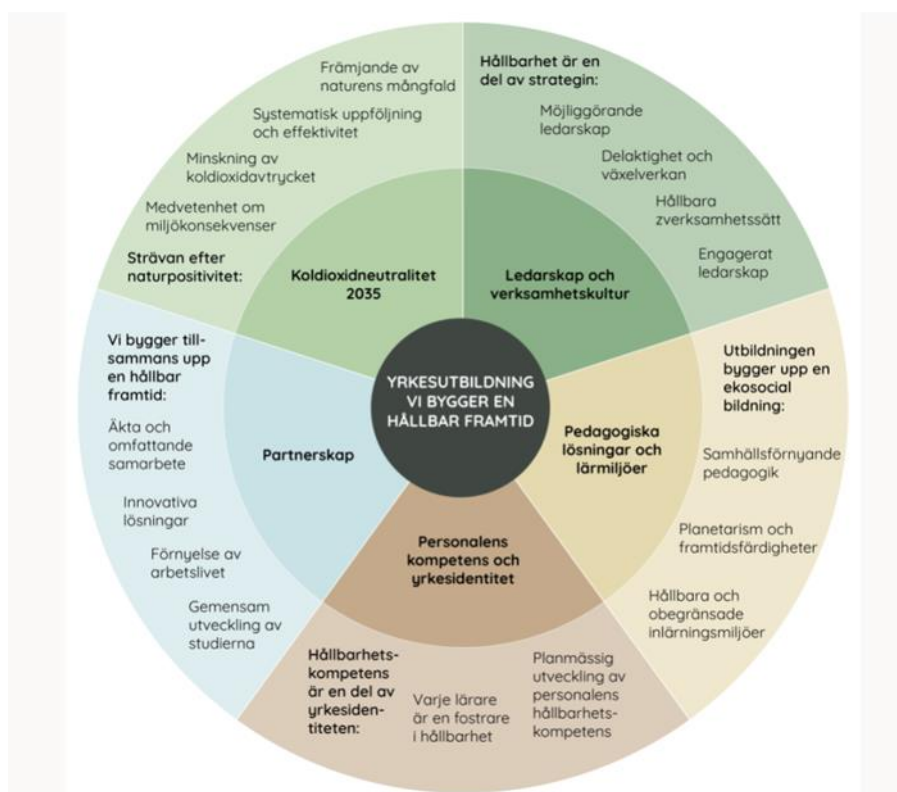 YRKESUTBILDNING
VI BYGGER EN
HÅLLBAR FRAMTID
Koldioxidneutralitet
2035
Främjande av
naturens mångfald
Systematisk uppföljning
och effektivitet
Minskning av
koldioxidavtrycket
Medvetenhet om
miljökonsekvenser
Strävan efter
naturpositivitet:
Ledarskap och
verksamhetskultur
Hållbarhet är en
del av strategin:
Möjliggörande
ledarskap
Delaktighet och
växelverkan
Hållbara
zverksamhetssätt
Engagerat
ledarskap
Pedagogiska
lösningar och
lärmiljöer
Utbildningen
bygger upp en
ekosocial
bildning:
Samhällsförnyande
pedagogik
Planetarism och
framtidsfärdigheter
Hållbara och
obegränsade
inlärningsmiljöer
Personalens
kompetens och
yrkesidentitet
Hållbarhets-
kompetens
är en del av
yrkesiden-
titeten:
Varje lärare
är en fostrare
i hållbarhet
Planmässig
utveckling av
personalens
hållbarhets-
kompetens
Partnerskap
Vi bygger till-
sammans upp
en hållbar
framtid:
Äkta och
omfattande
samarbete
Innovativa
lösningar
Förnyelse av
arbetslivet
Gemensam
utveckling av
studierna